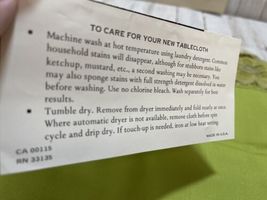 TO CARE FOR YOUR NEW TABLECLOTH
• Machine wash at hot temperature using laundry detergent. Common
household stains will disappear, although for stubborn stains like
ketchup, mustard, etc., a second washing may be necessary. You
may also sponge stains with full strength detergent dissolved in water
before washing. Use no chlorine bleach. Wash separately for best
results.
• Tumble dry. Remove from dryer immediately and fold neatly at once.
Where automatic dryer is not available, remove cloth before spin
cycle and drip dry. If touch-up is needed, iron at low heat setting
MADE IN U.S.A.
CA 00115
RN 33135